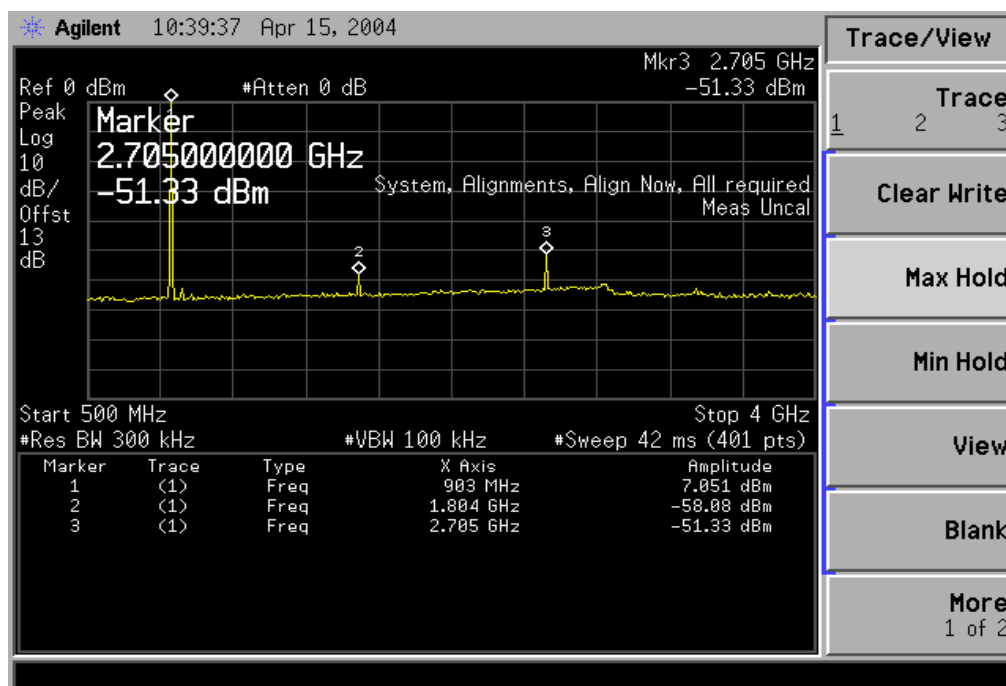 Agilent 10:39:37 Apr 15, 2004
Trace/View
Mkr3 2.705 GHz
Ref 0 dBm #Atten 0 dB -51.33 dBm
Peak
Log
10
dB/
Offst
13
dB
1
Marker
2.705000000 GHz
-51.33 dBm
System, Alignments, Align Now, All required
Meas Uncal
2
3
Start 500 MHz Stop 4 GHz
#Res BW 300 kHz #VBW 100 kHz #Sweep 42 ms (401 pts)
Marker Trace Type X Axis Amplitude
1 (1) Freq 903 MHz 7.051 dBm
2 (1) Freq 1.804 GHz -58.08 dBm
3 (1) Freq 2.705 GHz -51.33 dBm
Trace
1 2 3
Clear Write
Max Hold
Min Hold
View
Blank
More
1 of 2